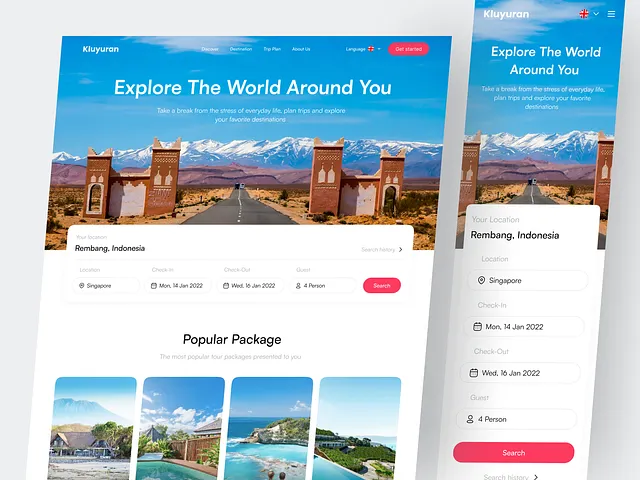 Kluyuran
Discover Destination Trip Plan About Us
Language
Get started
Explore The World Around You
Take a break from the stress of everyday life, plan trips and explore
your favorite destinations
Your location
Rembang, Indonesia
Search history
Location Check In Check-Out Guest
Singapore Mon, 14 Jan 2022 Wed, 16 Jan 2022 4 Person
Search
Popular Package
The most popular tour packages presented to you
Kluyuran
Explore The World
Around You
Take a break from the stress of everyday life,
plan trips and explore your favorite
destinations
Your Location
Rembang, Indonesia
Location
Singapore
Check-In
Mon, 14 Jan 2022
Check-Out
Wed, 16 Jan 2022
Guest
4 Person
Search
Search history